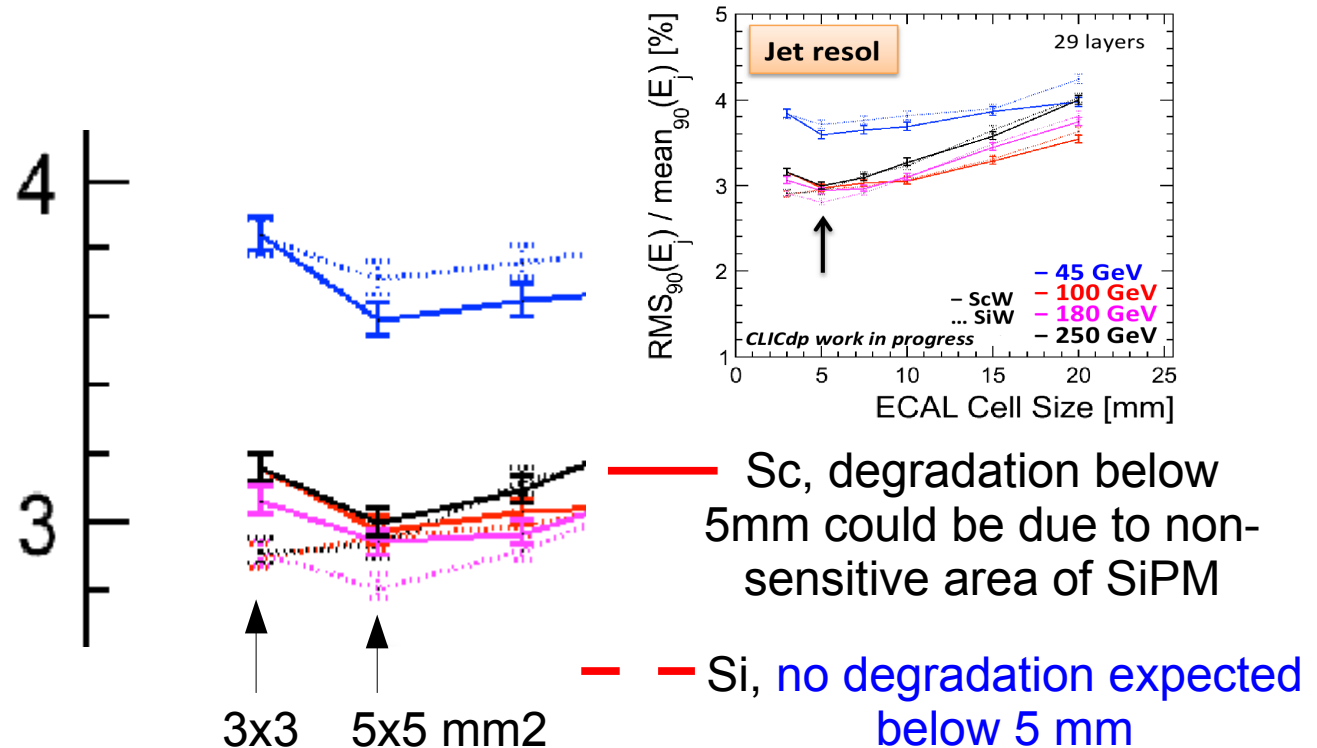 Jet resol
29 layers
RMS90(Ej) / mean90(Ej) [%]
5
4
3
2
1
– ScW
... SiW
– 45 GeV
– 100 GeV
– 180 GeV
– 250 GeV
CLICdp work in progress
0 5 10 15 20 25
ECAL Cell Size [mm]
4
3
3x3 5x5 mm2
Sc, degradation below
5mm could be due to non-
sensitive area of SiPM
Si, no degradation expected
below 5 mm